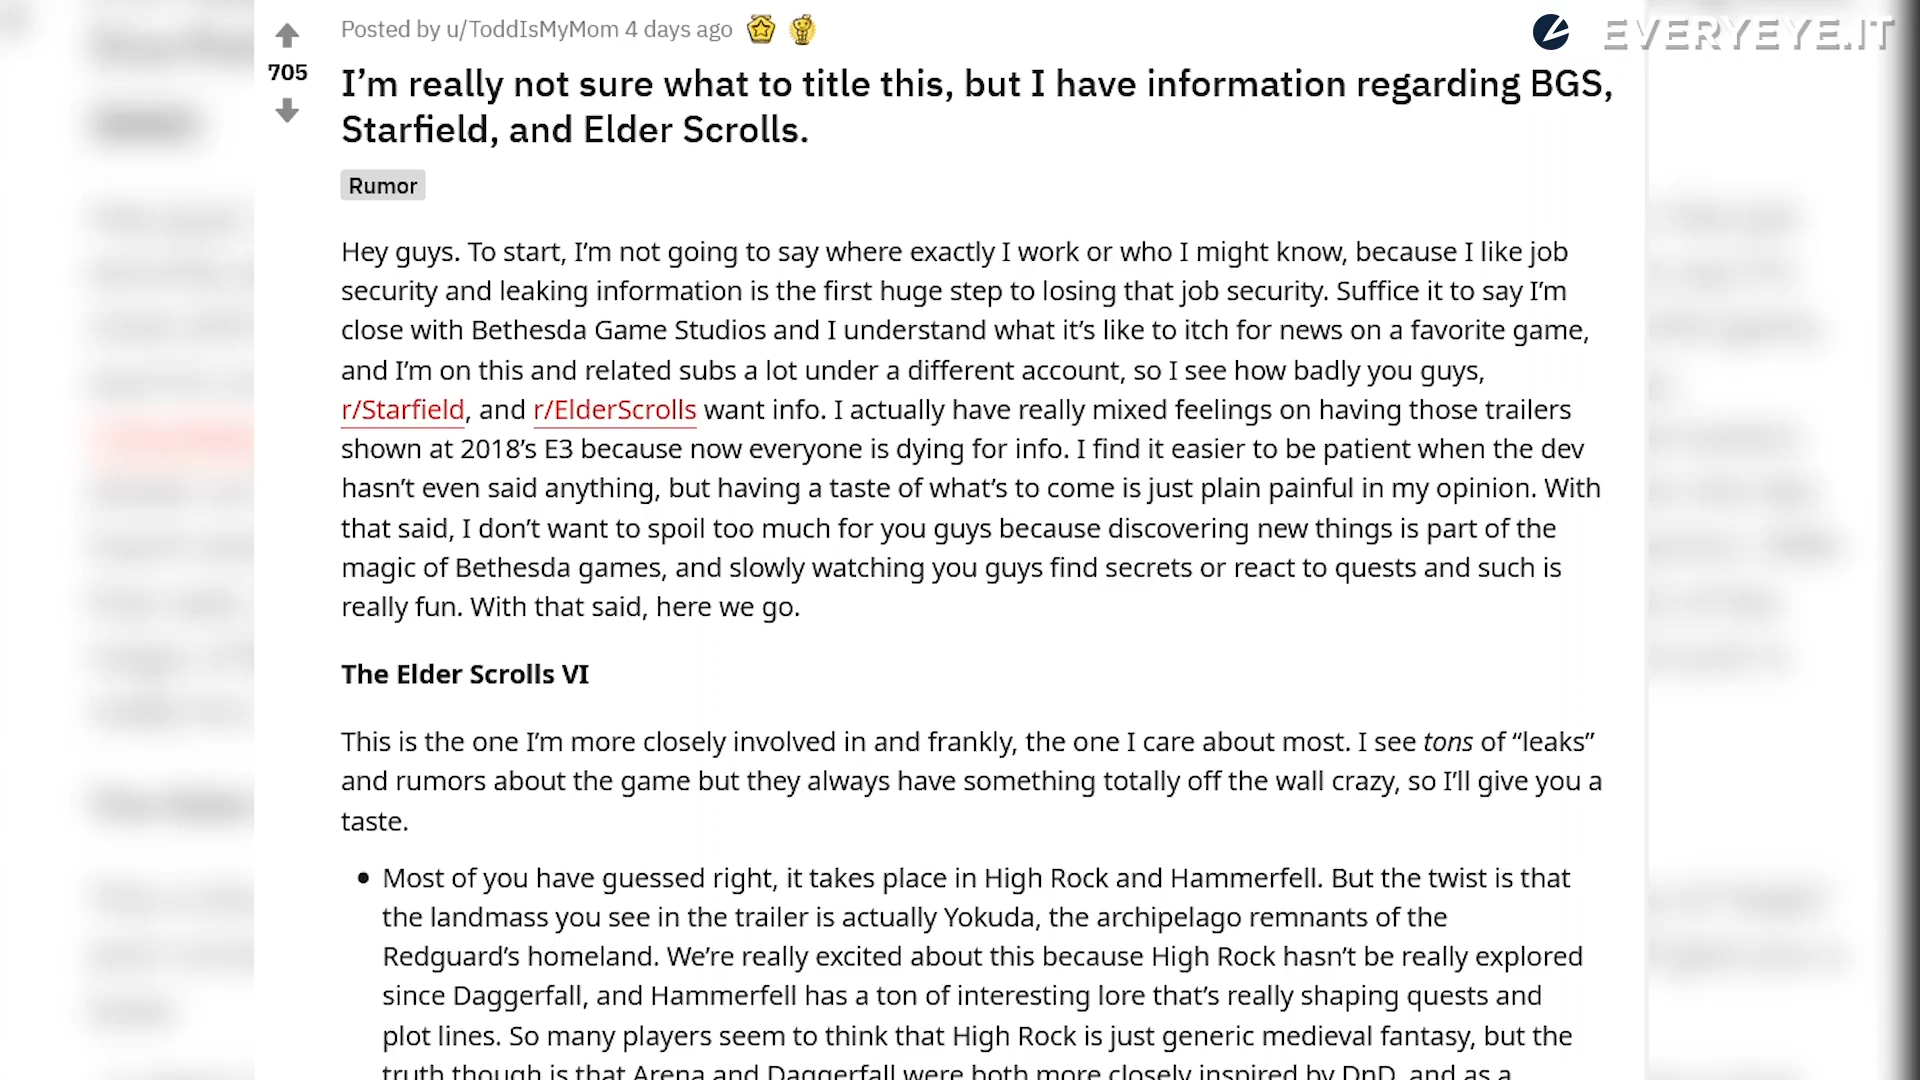 Posted by u/ToddIsMyMom 4 days ago
EVERYEYE.IT
705
I’m really not sure what to title this, but I have information regarding BGS,
Starfield, and Elder Scrolls.
Rumor
Hey guys. To start, I’m not going to say where exactly I work or who I might know, because I like job
security and leaking information is the first huge step to losing that job security. Suffice it to say I’m
close with Bethesda Game Studios and I understand what it’s like to itch for news on a favorite game,
and I’m on this and related subs a lot under a different account, so I see how badly you guys,
r/Starfield, and r/ElderScrolls want info. I actually have really mixed feelings on having those trailers
shown at 2018’s E3 because now everyone is dying for info. I find it easier to be patient when the dev
hasn’t even said anything, but having a taste of what’s to come is just plain painful in my opinion. With
that said, I don’t want to spoil too much for you guys because discovering new things is part of the
magic of Bethesda games, and slowly watching you guys find secrets or react to quests and such is
really fun. With that said, here we go.
The Elder Scrolls VI
This is the one I’m more closely involved in and frankly, the one I care about most. I see tons of “leaks”
and rumors about the game but they always have something totally off the wall crazy, so I’ll give you a
taste.
• Most of you have guessed right, it takes place in High Rock and Hammerfell. But the twist is that
the landmass you see in the trailer is actually Yokuda, the archipelago remnants of the
Redguard’s homeland. We’re really excited about this because High Rock hasn’t be really explored
since Daggerfall, and Hammerfell has a ton of interesting lore that’s really shaping quests and
plot lines. So many players seem to think that High Rock is just generic medieval fantasy, but the
truth though is that Arena and Daggerfall were both more closely inspired by DnD, and as a